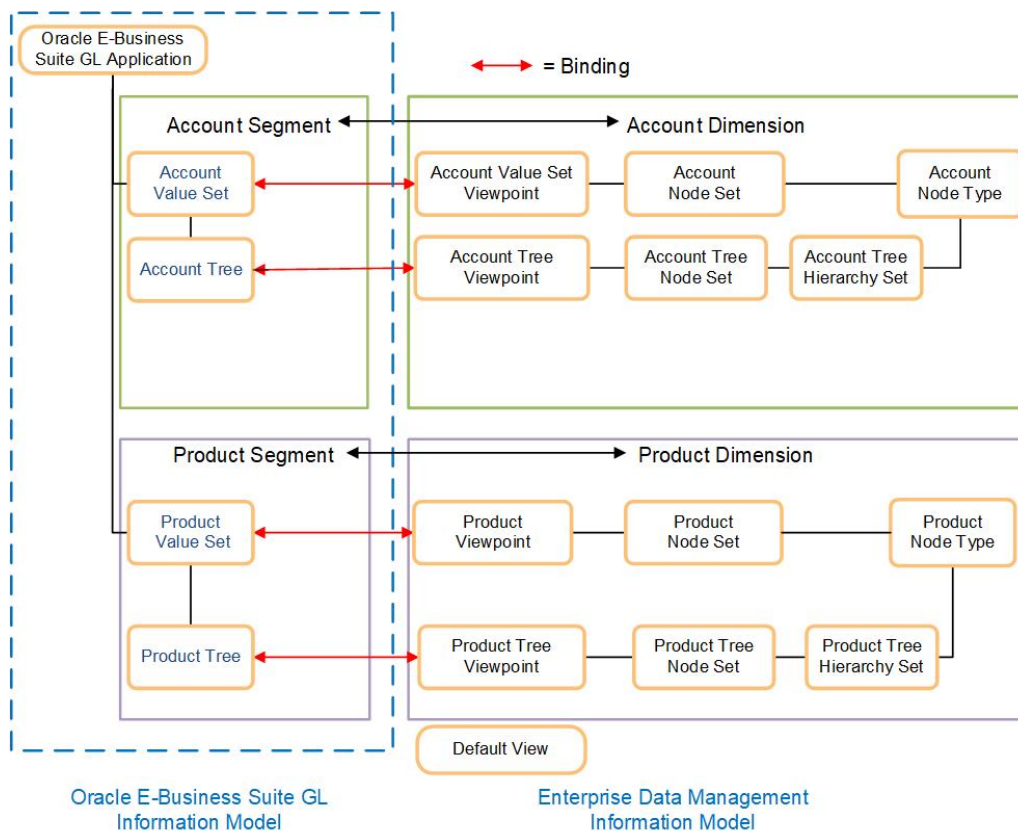 Oracle E-Business
Suite GL Application
= Binding
Account Segment
Account Dimension
Account
Value Set
Account Value Set
Viewpoint
Account
Node Set
Account
Node Type
Account Tree
Account Tree
Viewpoint
Account Tree
Node Set
Account Tree
Hierarchy Set
Product Segment
Product Dimension
Product
Value Set
Product
Viewpoint
Product
Node Set
Product
Node Type
Product Tree
Product Tree
Viewpoint
Product Tree
Node Set
Product Tree
Hierarchy Set
Default View
Oracle E-Business Suite GL
Information Model
Enterprise Data Management
Information Model